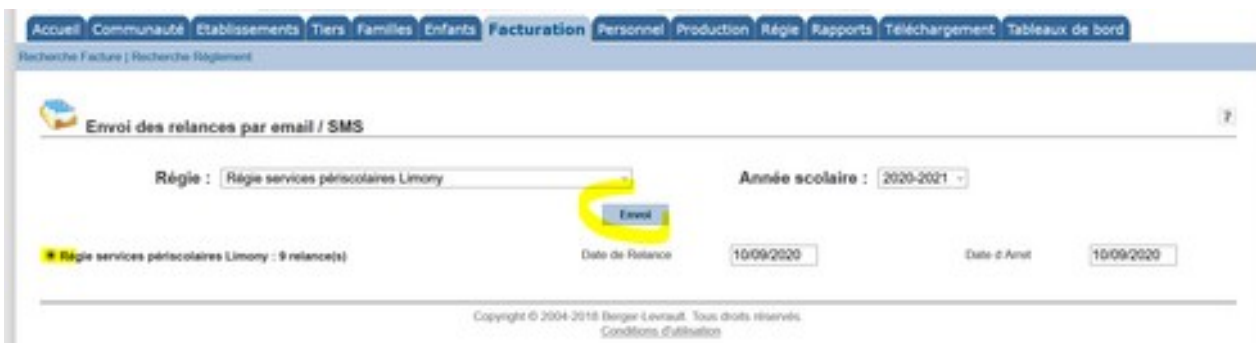 Accueil Communauté Etablissements Tiers Familles Enfants Facturation Personnel Production Régie Rapports Téléchargement Tableaux de bord
Recherche Facture | Recherche Règlement
Envoi des relances par email / SMS
?
Régie : Régie services périscolaires Limony Année scolaire : 2020-2021
Envoi
Régie services périscolaires Limony : 9 relance(s) Date de Relance 10/09/2020 Date d'Arret 10/09/2020
Copyright © 2004-2018 Berger-Levrault. Tous droits réservés.
Conditions d'utilisation